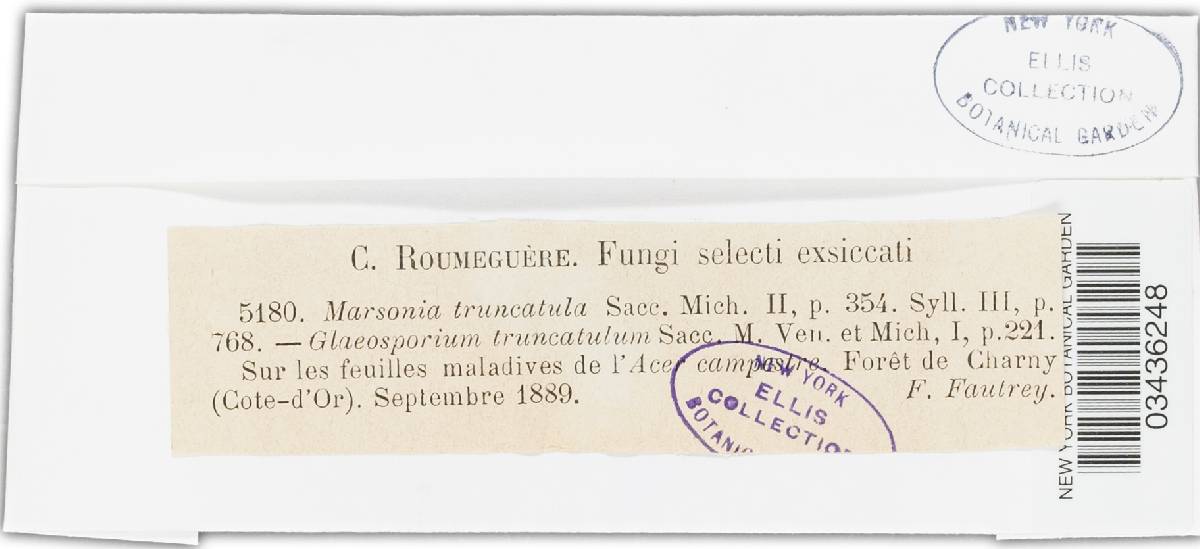 NEW YORK
ELLIS
COLLECTION
BOTANICAL GARDEN
C. ROUMEGUÈRE. Fungi selecti exsiccati
5180. Marsonia truncatula Sacc. Mich. II, p. 354. Syll. III, p.
768. — Glaeosporium truncatulum Sacc. M. Ven. et Mich, I, p.221.
Sur les feuilles maladives de l'Acer campestre. Forêt de Charny
(Cote-d'Or). Septembre 1889. F. Fautrey.
NEW YORK
ELLIS
COLLECTION
BOTANIC
NEW YORK BOTANICAL GARDEN
03436248